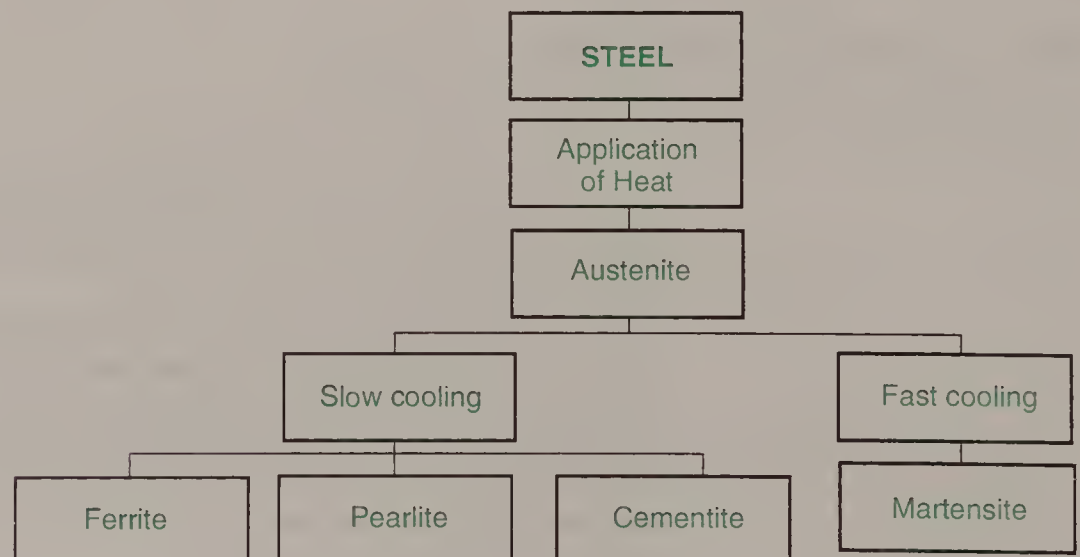 STEEL
Application
of Heat
Austenite
Slow cooling
Fast cooling
Ferrite
Pearlite
Cementite
Martensite